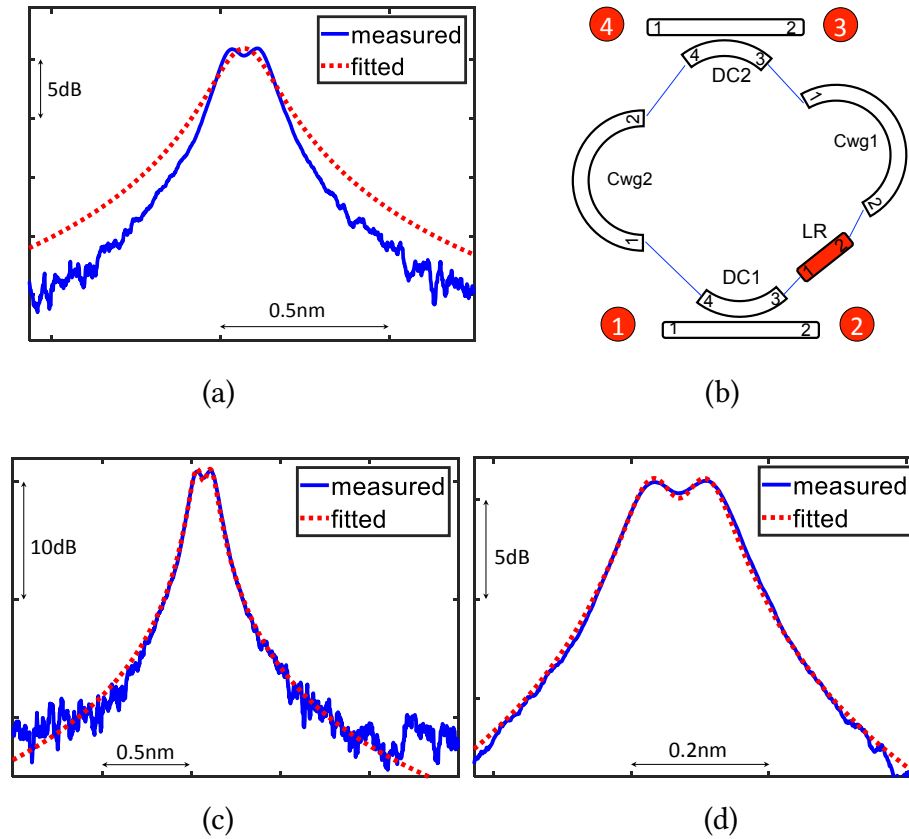 measured
fitted
5dB
0.5nm
(a)
4
3
1 2
4 3
DC2
1
Cwg1
2
2
Cwg2
1
LR
1 2
DC1
4 3
1
2
1 2
(b)
measured
fitted
10dB
0.5nm
(c)
measured
fitted
5dB
0.2nm
(d)